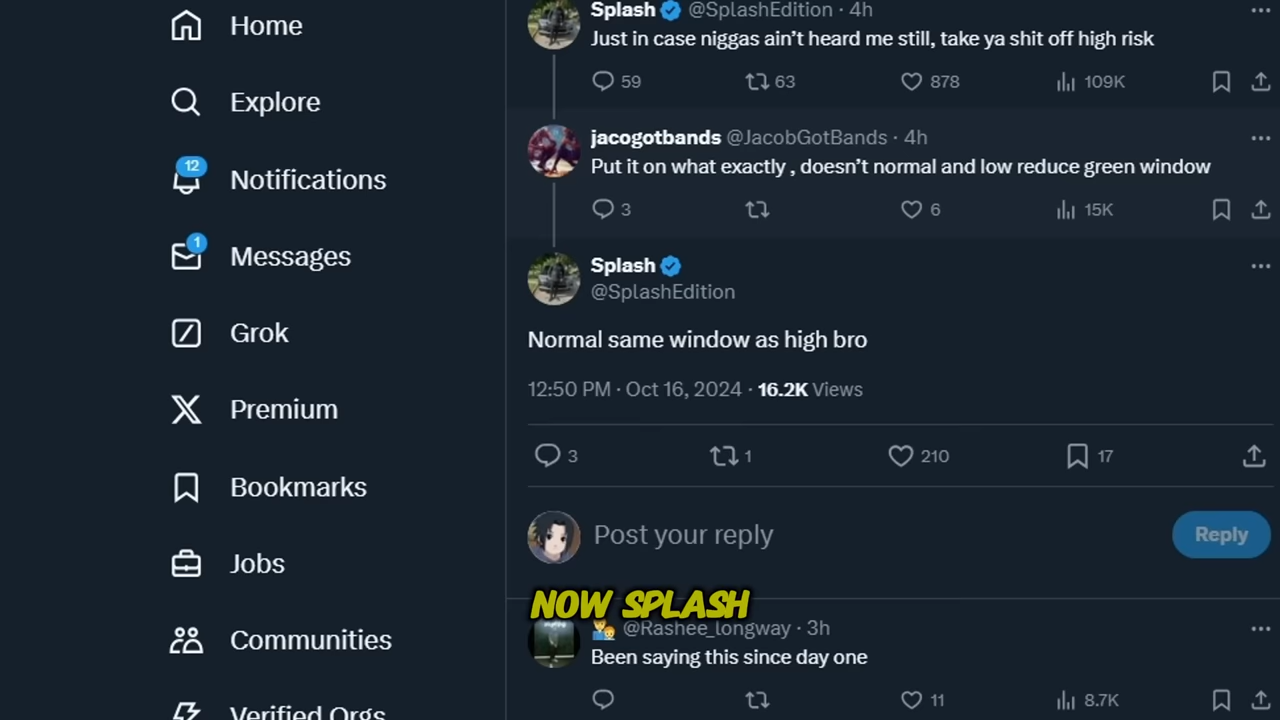 Home
Explore
12
Notifications
1
Messages
Grok
Premium
Bookmarks
Jobs
Communities
Verified Orgs
Splash @SplashEdition · 4h
Just in case niggas ain’t heard me still, take ya shit off high risk
59 63 878 109K
jacogotbands @JacobGotBands · 4h
Put it on what exactly , doesn’t normal and low reduce green window
3 6 15K
Splash
@SplashEdition
Normal same window as high bro
12:50 PM · Oct 16, 2024 · 16.2K Views
3 1 210 17
Post your reply
Reply
NOW SPLASH
@Rashee_longway · 3h
Been saying this since day one
11 8.7K